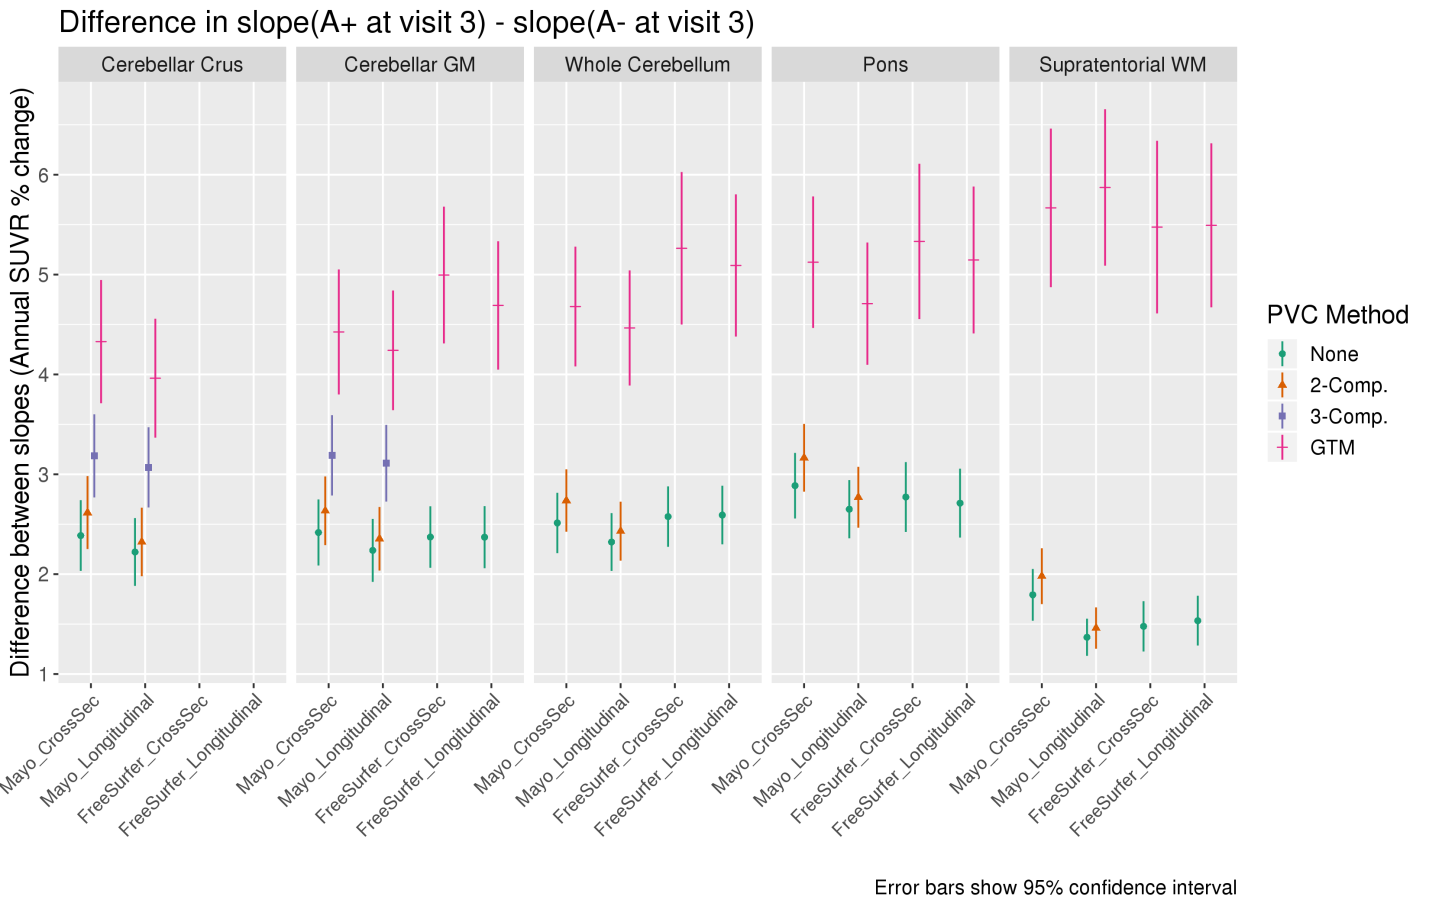 Difference in slope(A+ at visit 3) - slope(A- at visit 3)
Cerebellar Crus
Cerebellar GM
Whole Cerebellum
Pons
Supratentorial WM
Difference between slopes (Annual SUVR % change)
6
5
4
3
2
1
Mayo_CrossSec
Mayo_Longitudinal
FreeSurfer_CrossSec
FreeSurfer_Longitudinal
Mayo_CrossSec
Mayo_Longitudinal
FreeSurfer_CrossSec
FreeSurfer_Longitudinal
Mayo_CrossSec
Mayo_Longitudinal
FreeSurfer_CrossSec
FreeSurfer_Longitudinal
Mayo_CrossSec
Mayo_Longitudinal
FreeSurfer_CrossSec
FreeSurfer_Longitudinal
Mayo_CrossSec
Mayo_Longitudinal
FreeSurfer_CrossSec
FreeSurfer_Longitudinal
PVC Method
None
2-Comp.
3-Comp.
GTM
Error bars show 95% confidence interval